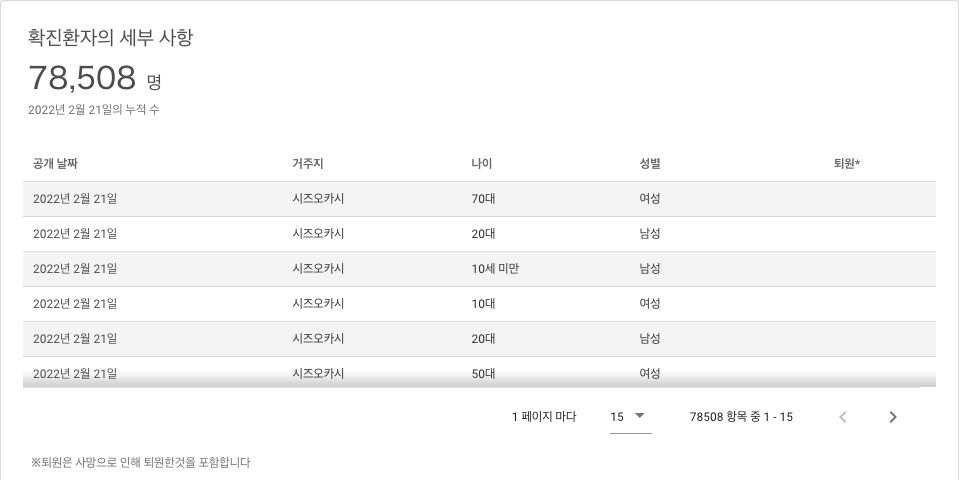 확진환자의 세부 사항
78,508 명
2022년 2월 21일의 누적 수
공개 날짜 거주지 나이 성별 퇴원*
2022년 2월 21일 시즈오카시 70대 여성
2022년 2월 21일 시즈오카시 20대 남성
2022년 2월 21일 시즈오카시 10세 미만 남성
2022년 2월 21일 시즈오카시 10대 여성
2022년 2월 21일 시즈오카시 20대 남성
2022년 2월 21일 시즈오카시 50대 여성
1 페이지 마다 15 78508 항목 중 1 - 15
※퇴원은 사망으로 인해 퇴원한것을 포함합니다